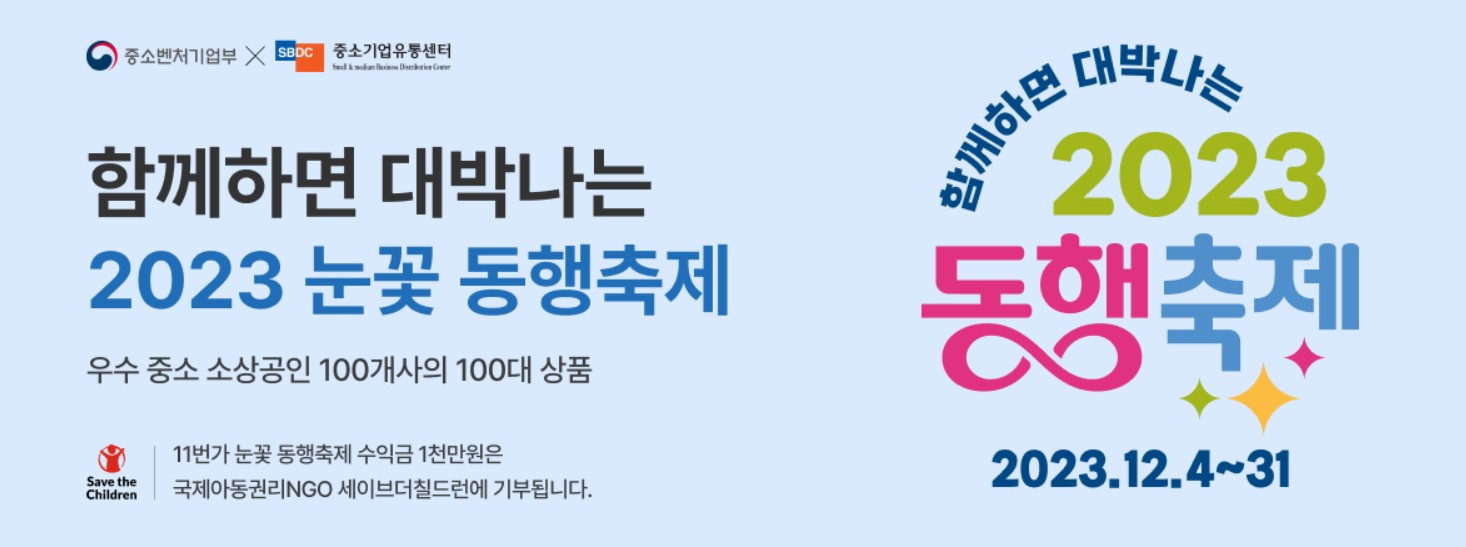 중소벤처기업부 × SBDC 중소기업유통센터
Small & medium Business Distribution Center
함께하면 대박나는
2023 눈꽃 동행축제
우수 중소 소상공인 100개사의 100대 상품
Save the
Children
11번가 눈꽃 동행축제 수익금 1천만원은
국제아동권리NGO 세이브더칠드런에 기부됩니다.
함께하면 대박나는
2023
동행축제
2023.12.4~31